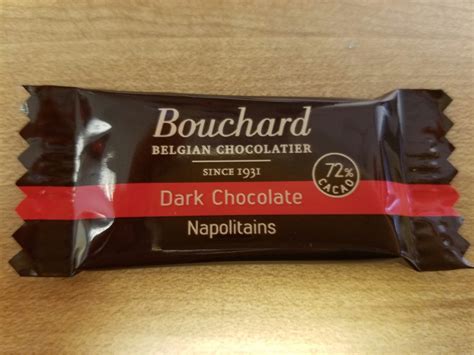 Bouchard
BELGIAN CHOCOLATIER
SINCE 1931
72%
CACAO
Dark Chocolate
Napolitains